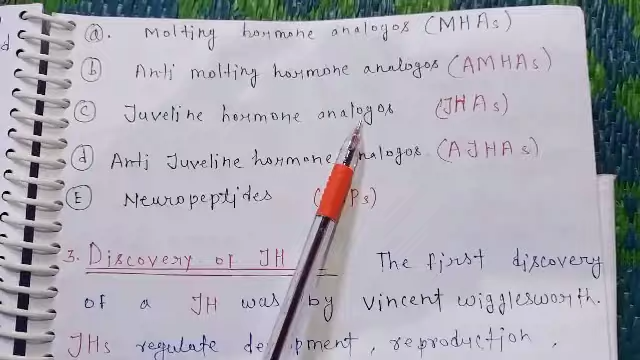 d
a. Molting hormone analogos (MHAs)
b Anti molting hormone analogos (AMHAs)
c Juveline hormone analogos (JHAs)
d Anti Juveline hormone analogos. (AJHAs)
E Neuropeptides
3. Discovery of JH The first discovery
of a JH was by Vincent wigglesworth.
JHs regulate reproduction,